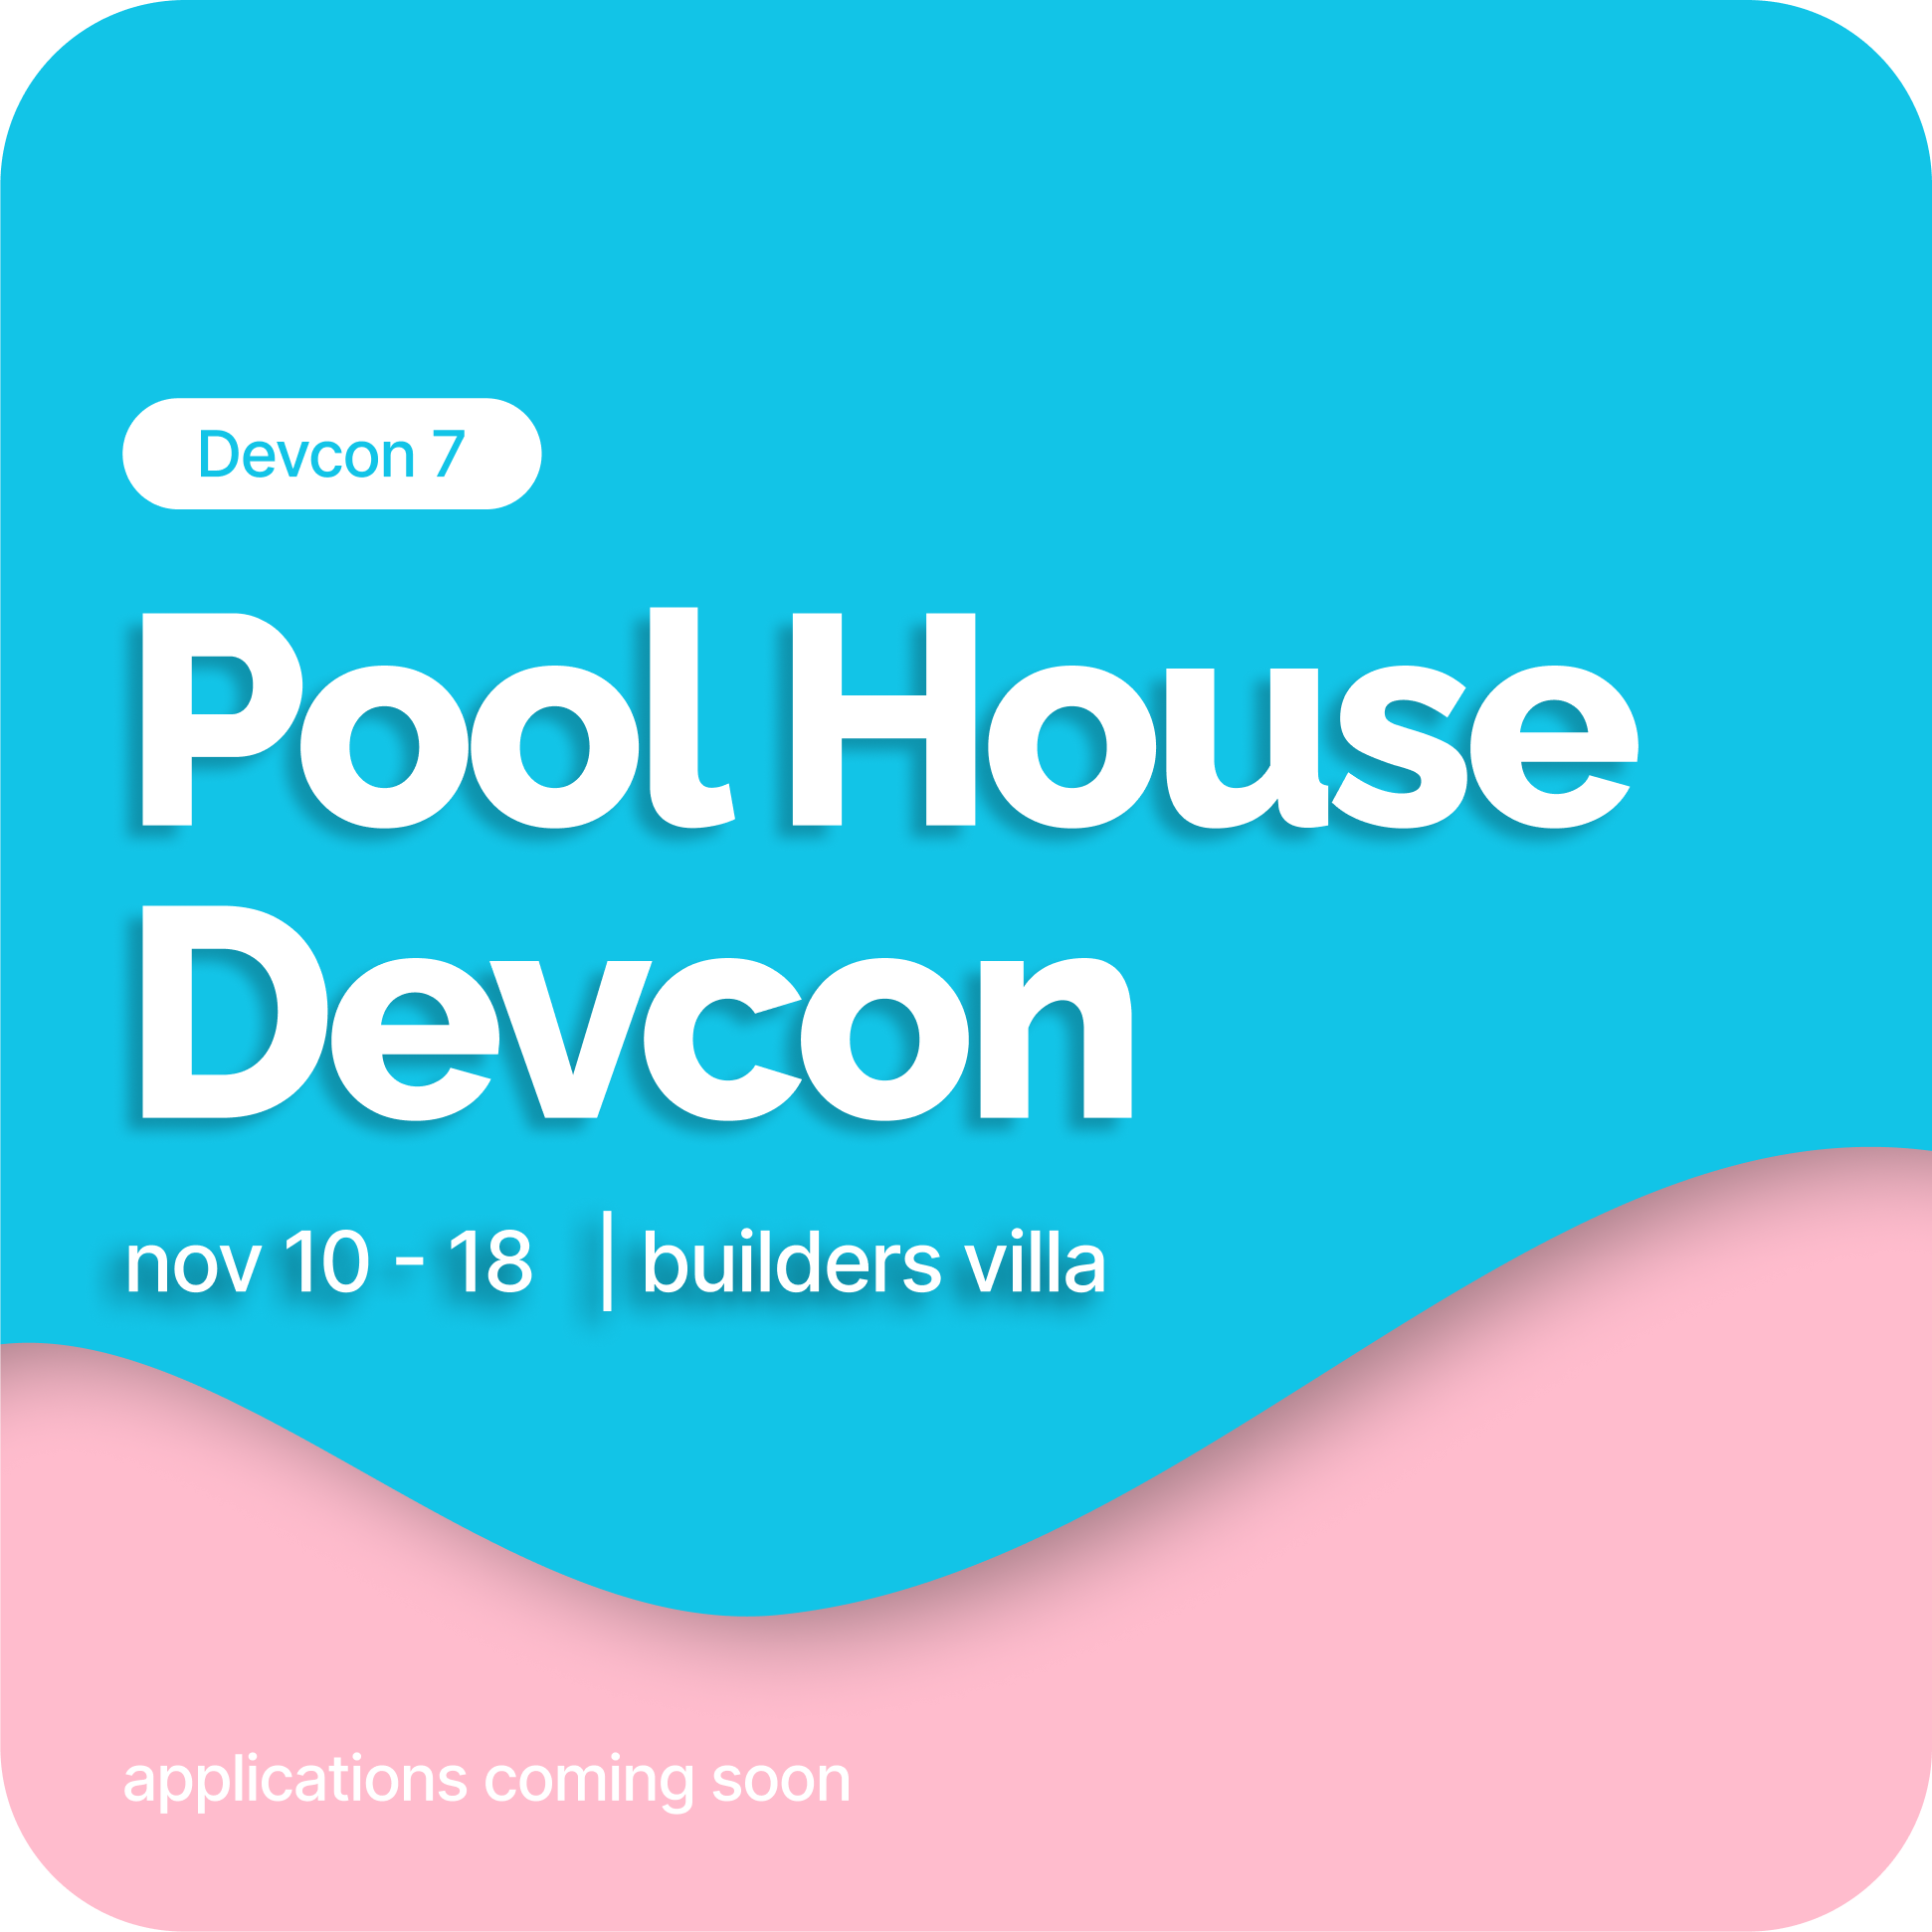 Devcon 7
Pool House
Devcon
nov 10 - 18 | builders villa
applications coming soon